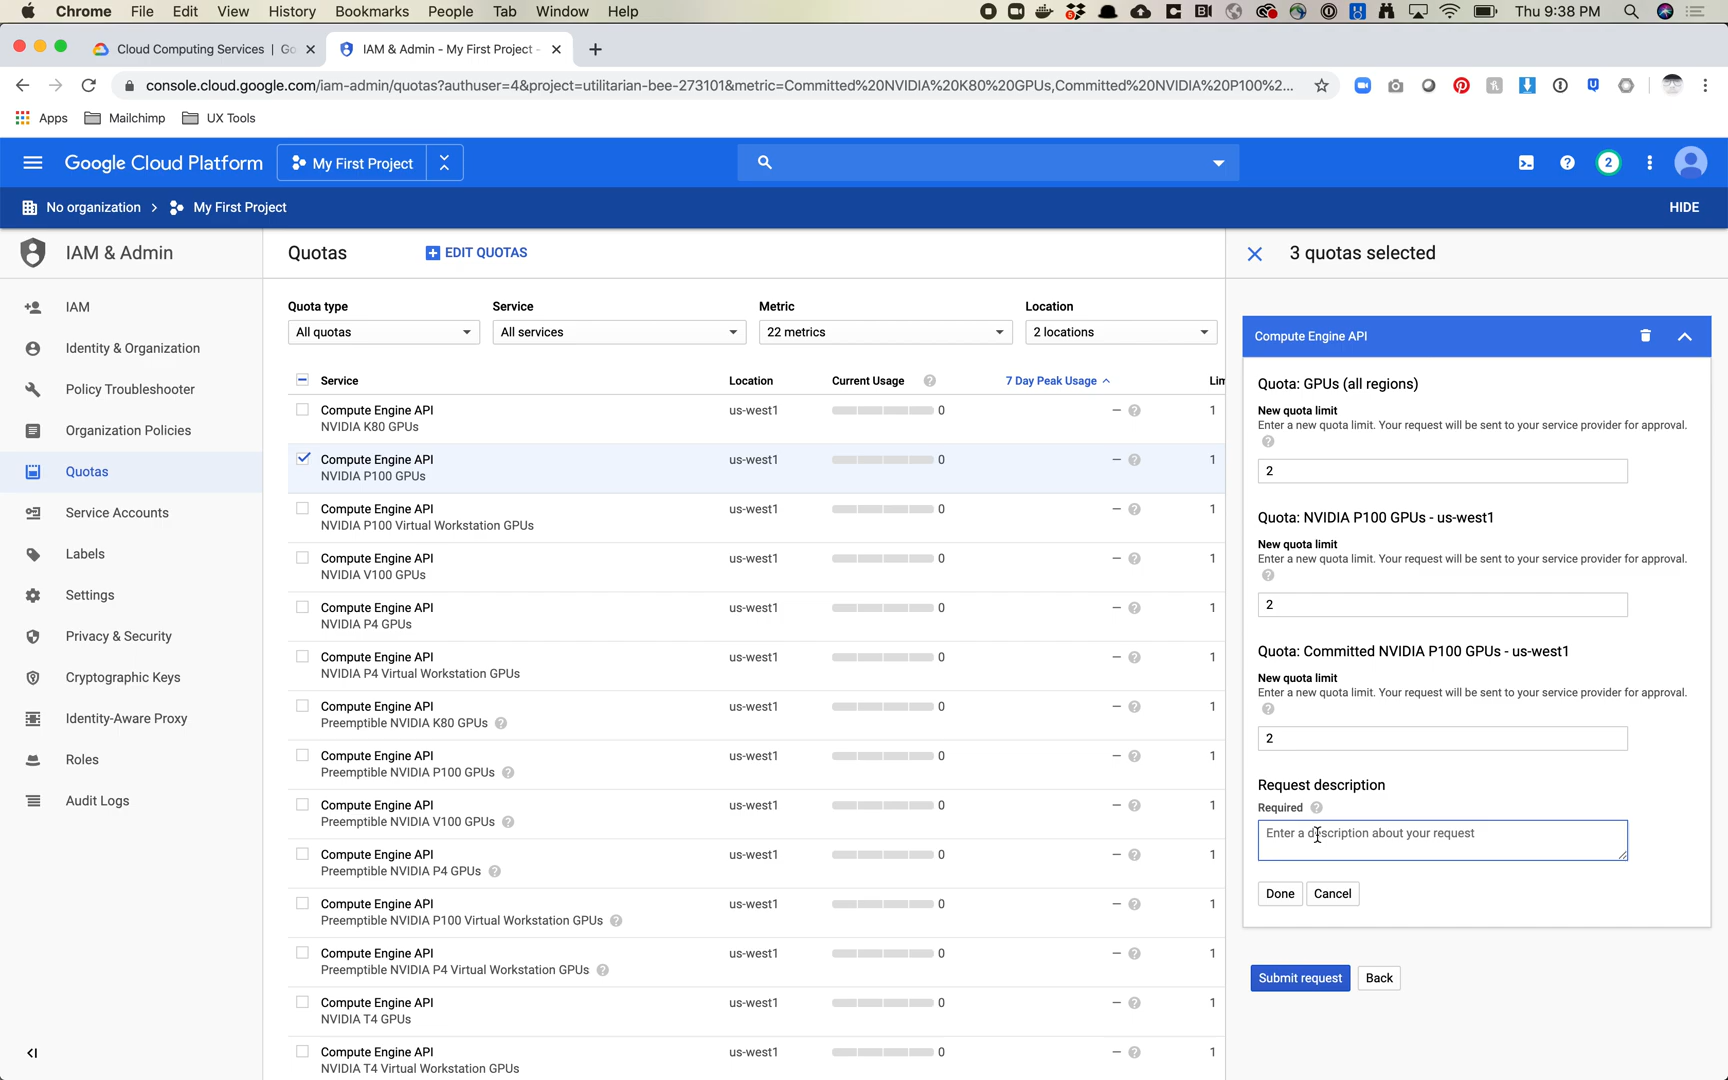 Chrome File Edit View History Bookmarks People Tab Window Help Thu 9:38 PM
Cloud Computing Services | Go
IAM & Admin - My First Project -
console.cloud.google.com/iam-admin/quotas?authuser=4&project=utilitarian-bee-273101&metric=Committed%20NVIDIA%20K80%20GPUs,Committed%20NVIDIA%20P100%2...
Apps Mailchimp UX Tools
Google Cloud Platform My First Project 2
No organization > My First Project HIDE
IAM & Admin
IAM
Identity & Organization
Policy Troubleshooter
Organization Policies
Quotas
Service Accounts
Labels
Settings
Privacy & Security
Cryptographic Keys
Identity-Aware Proxy
Roles
Audit Logs
Quotas EDIT QUOTAS
Quota type Service Metric Location
All quotas All services 22 metrics 2 locations
Service Location Current Usage 7 Day Peak Usage Lim
Compute Engine API us-west1 0 – 1
NVIDIA K80 GPUs
Compute Engine API us-west1 0 – 1
NVIDIA P100 GPUs
Compute Engine API us-west1 0 – 1
NVIDIA P100 Virtual Workstation GPUs
Compute Engine API us-west1 0 – 1
NVIDIA V100 GPUs
Compute Engine API us-west1 0 – 1
NVIDIA P4 GPUs
Compute Engine API us-west1 0 – 1
NVIDIA P4 Virtual Workstation GPUs
Compute Engine API us-west1 0 – 1
Preemptible NVIDIA K80 GPUs
Compute Engine API us-west1 0 – 1
Preemptible NVIDIA P100 GPUs
Compute Engine API us-west1 0 – 1
Preemptible NVIDIA V100 GPUs
Compute Engine API us-west1 0 – 1
Preemptible NVIDIA P4 GPUs
Compute Engine API us-west1 0 – 1
Preemptible NVIDIA P100 Virtual Workstation GPUs
Compute Engine API us-west1 0 – 1
Preemptible NVIDIA P4 Virtual Workstation GPUs
Compute Engine API us-west1 0 – 1
NVIDIA T4 GPUs
Compute Engine API us-west1 0 – 1
NVIDIA T4 Virtual Workstation GPUs
3 quotas selected
Compute Engine API
Quota: GPUs (all regions)
New quota limit
Enter a new quota limit. Your request will be sent to your service provider for approval.
2
Quota: NVIDIA P100 GPUs - us-west1
New quota limit
Enter a new quota limit. Your request will be sent to your service provider for approval.
2
Quota: Committed NVIDIA P100 GPUs - us-west1
New quota limit
Enter a new quota limit. Your request will be sent to your service provider for approval.
2
Request description
Required
Enter a description about your request
Done Cancel
Submit request Back